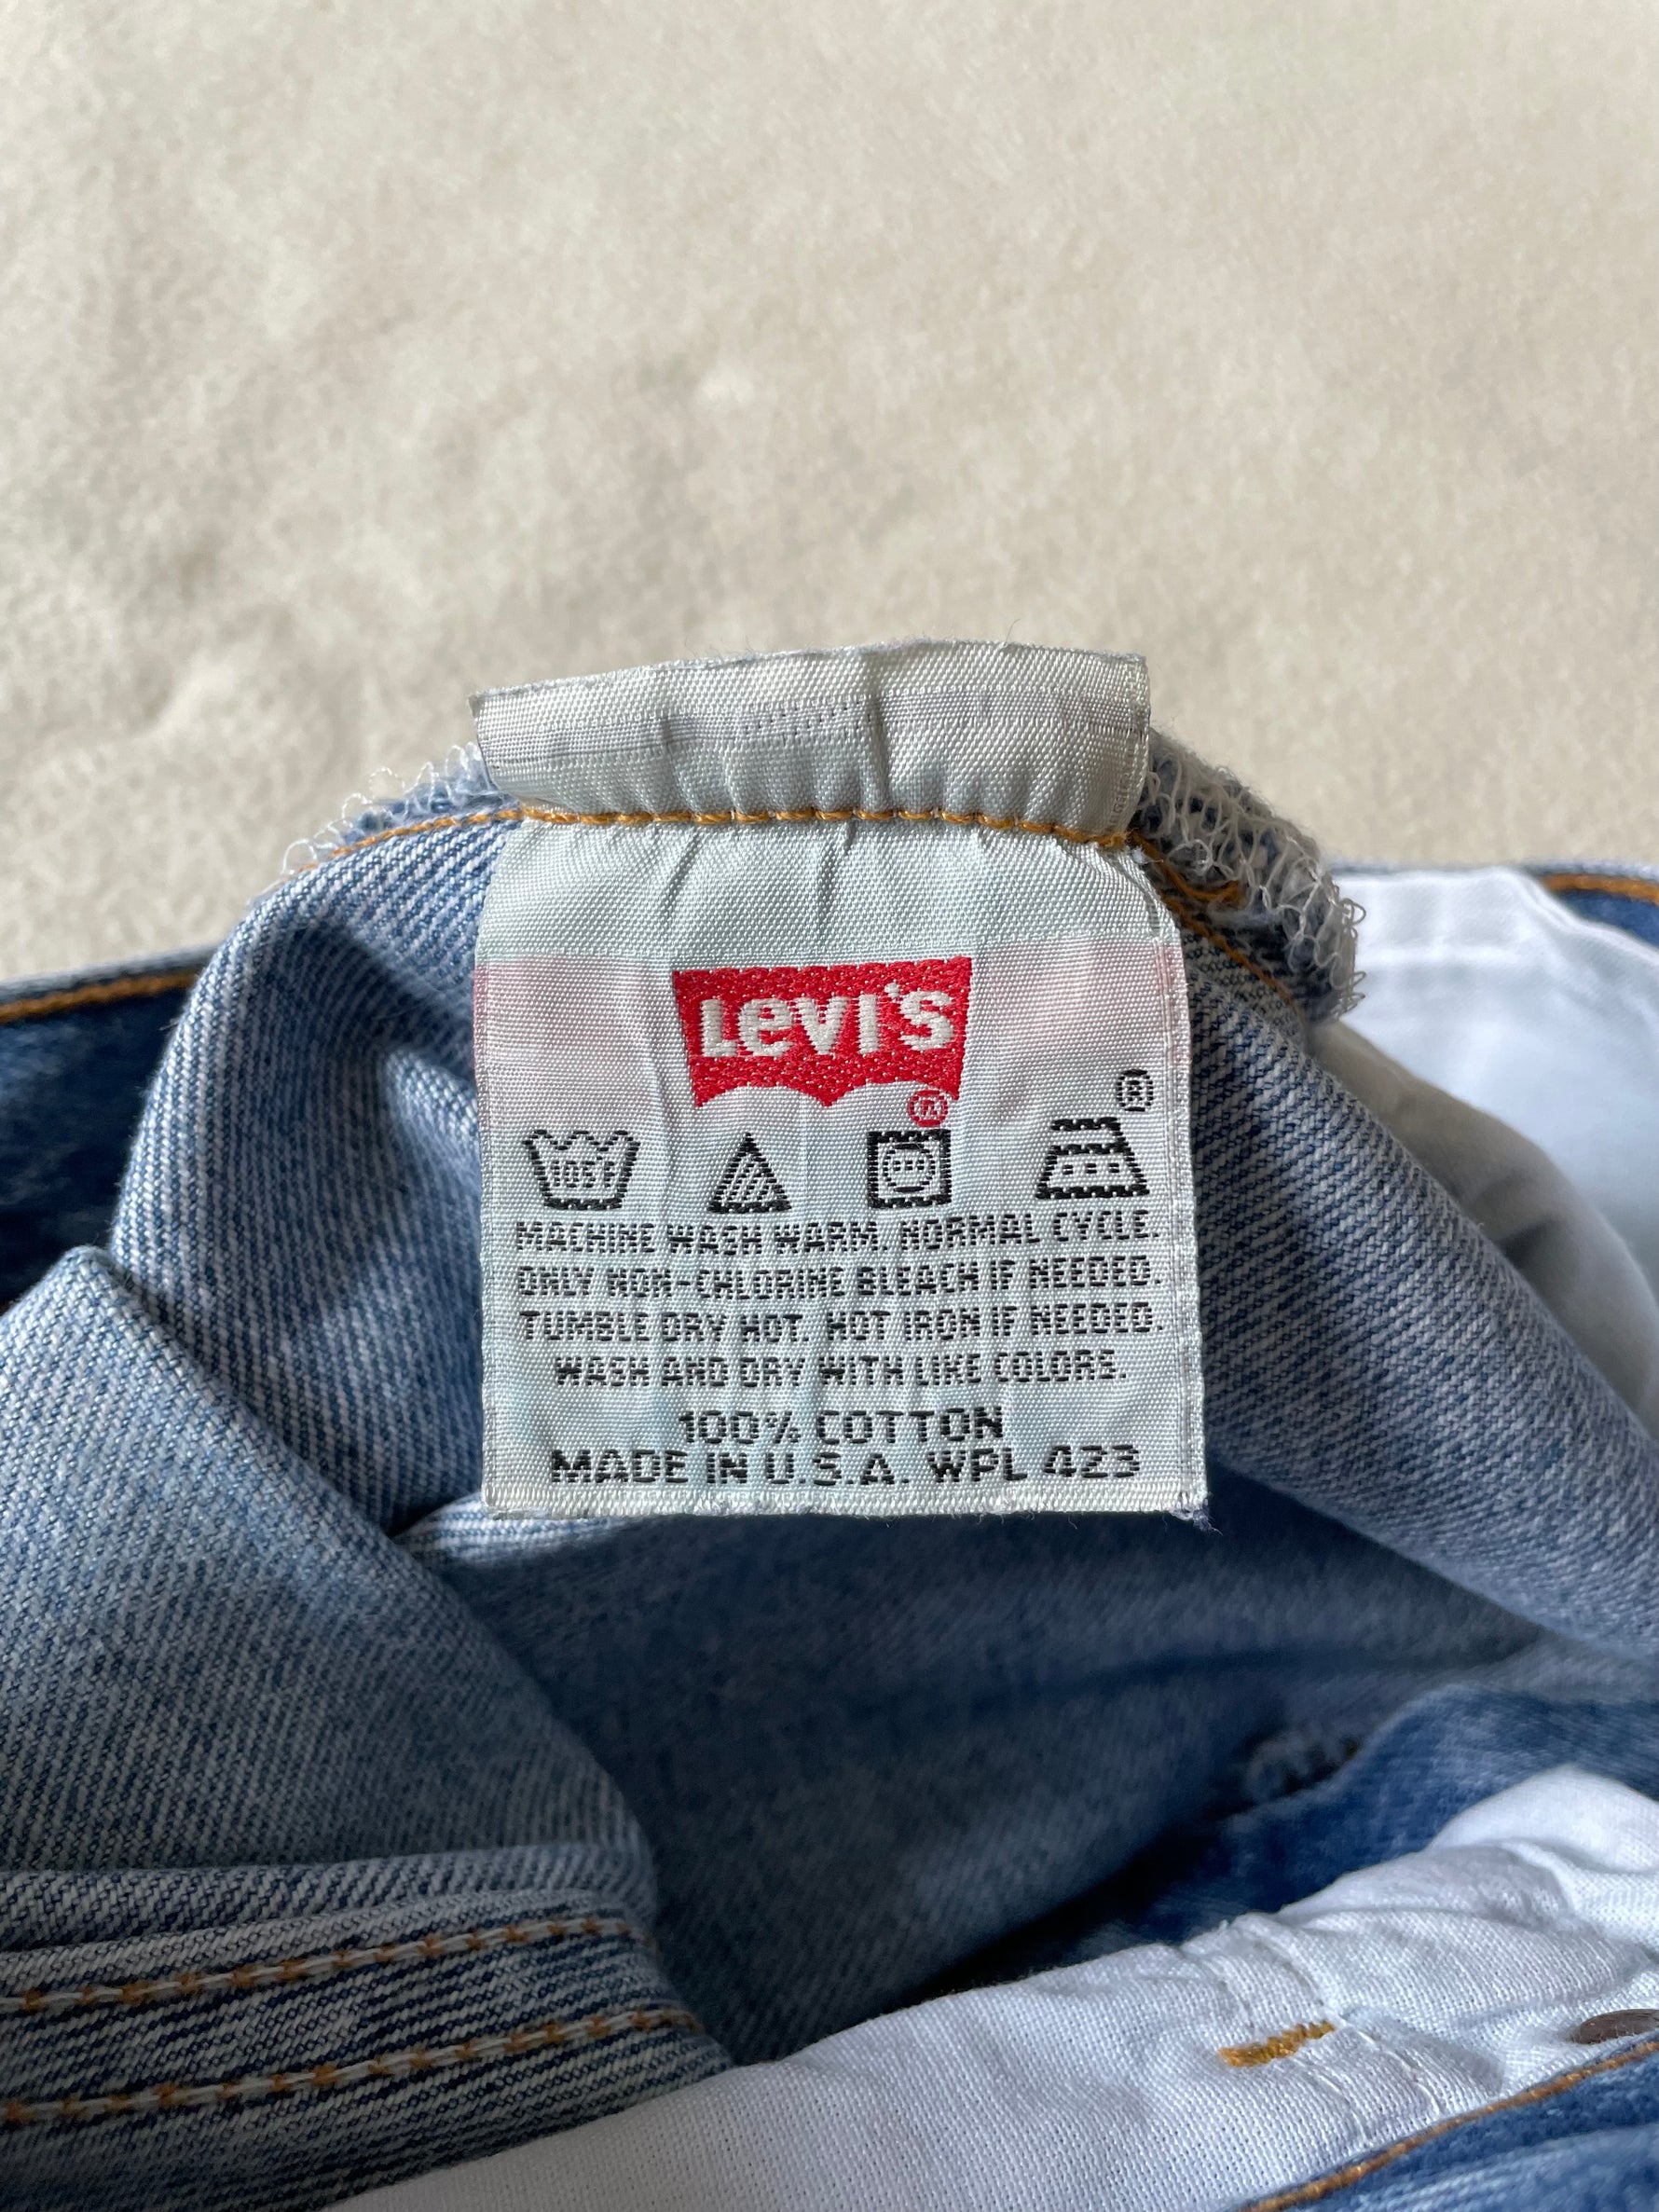 Levi's
®
®
105F
MACHINE WASH WARM. NORMAL CYCLE.
ONLY NON-CHLORINE BLEACH IF NEEDED.
TUMBLE DRY HOT. HOT IRON IF NEEDED.
WASH AND DRY WITH LIKE COLORS.
100% COTTON
MADE IN U.S.A. WPL 423